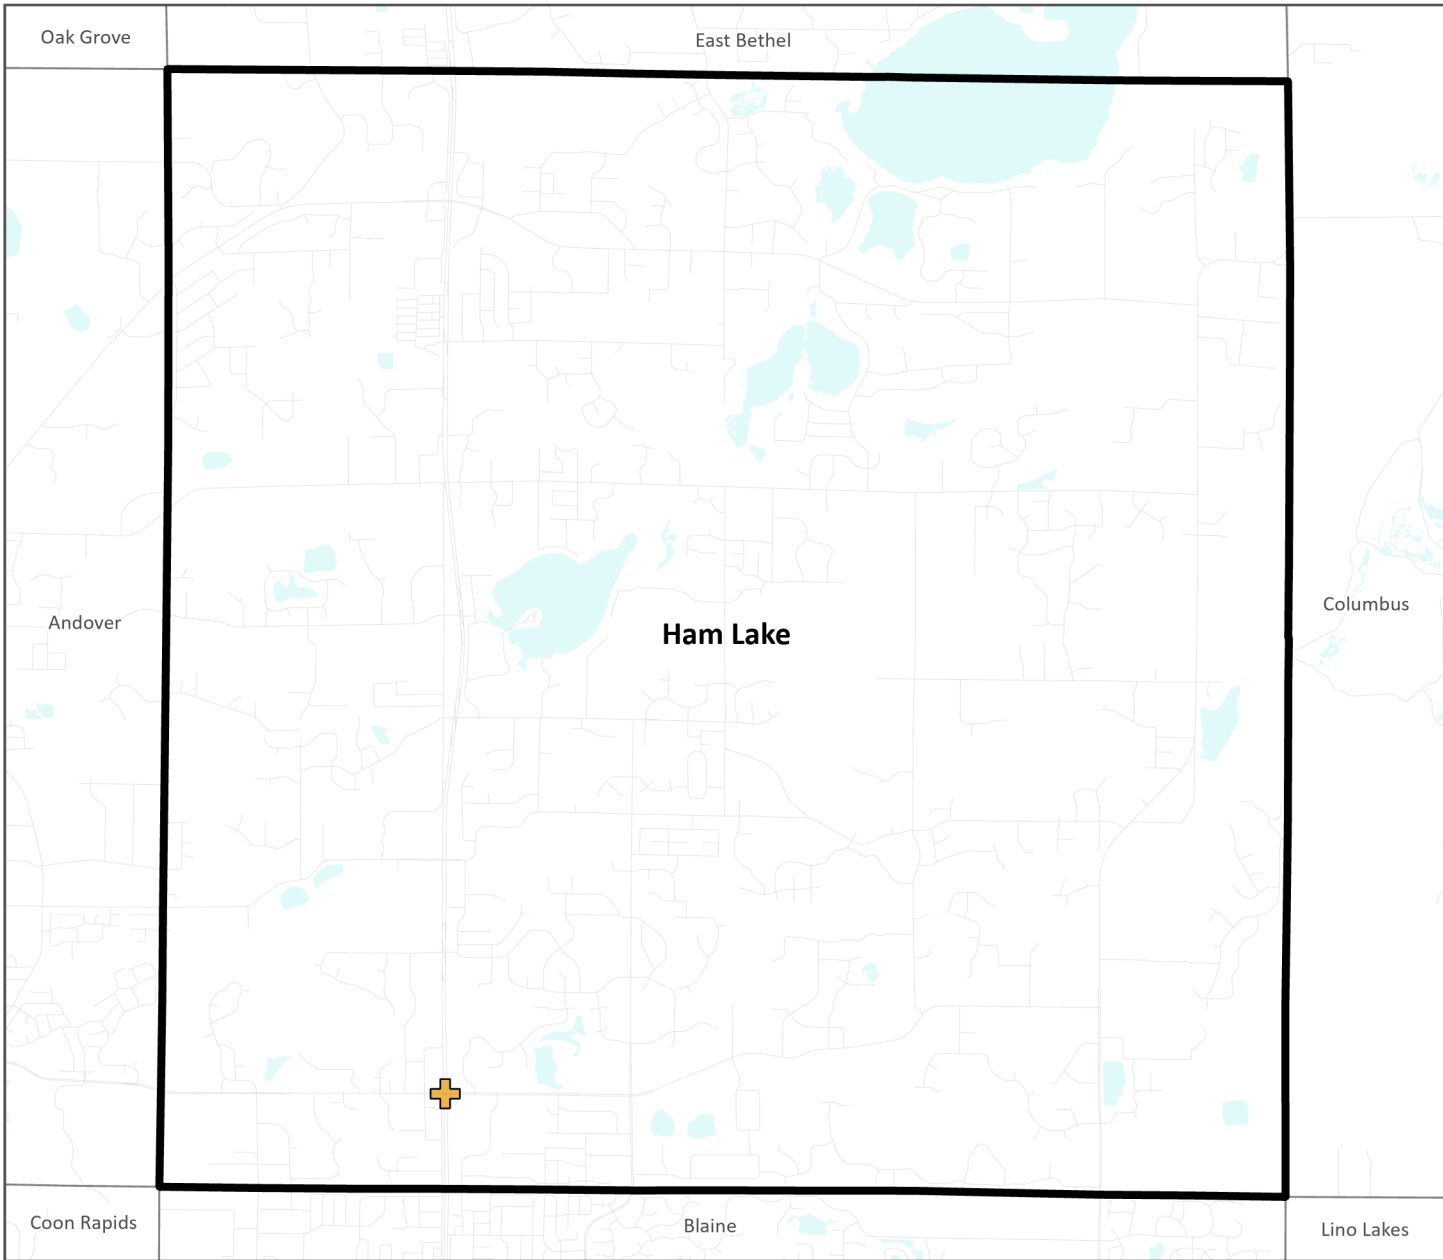 Oak Grove
East Bethel
Andover
Ham Lake
Columbus
Coon Rapids
Blaine
Lino Lakes